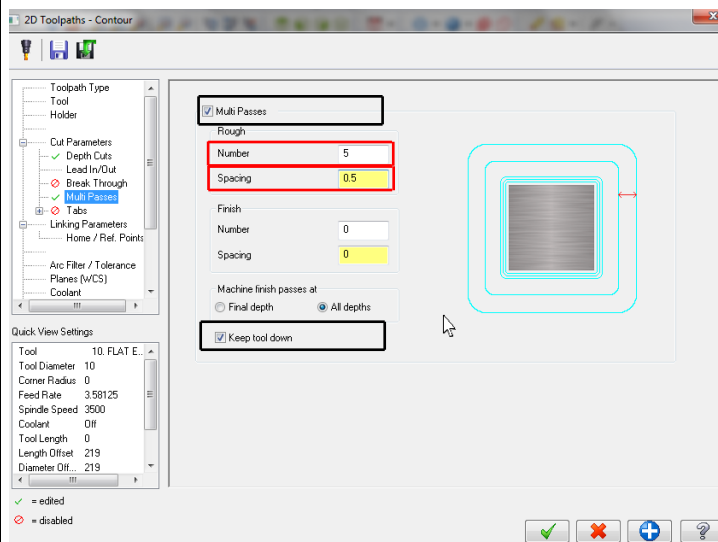 2D Toolpaths - Contour
Toolpath Type
Tool
Holder
Cut Parameters
Depth Cuts
Lead In/Out
Break Through
Multi Passes
Tabs
Linking Parameters
Home / Ref. Points
Arc Filter / Tolerance
Planes (WCS)
Coolant
Quick View Settings
Tool 10. FLAT E...
Tool Diameter 10
Corner Radius 0
Feed Rate 3.58125
Spindle Speed 3500
Coolant Off
Tool Length 0
Length Offset 219
Diameter Off... 219
= edited
= disabled
Multi Passes
Rough
Number 5
Spacing 0.5
Finish
Number 0
Spacing 0
Machine finish passes at
Final depth All depths
Keep tool down